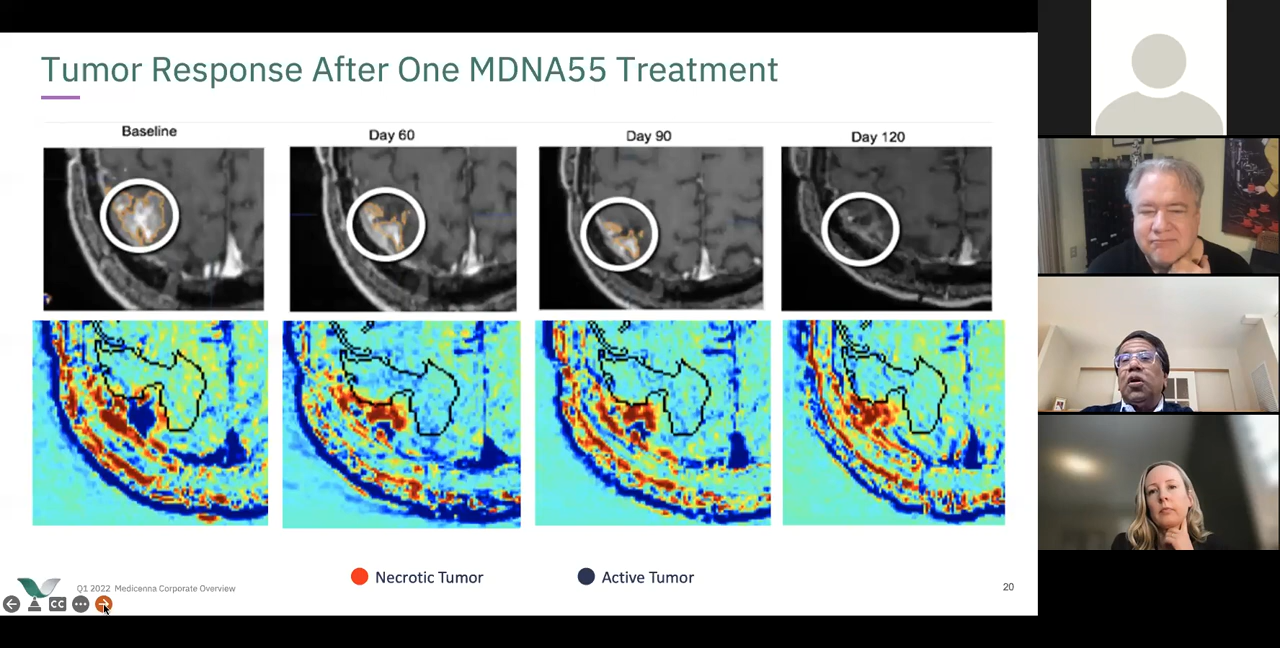 Tumor Response After One MDNA55 Treatment
Baseline
Day 60
Day 90
Day 120
Necrotic Tumor
Active Tumor
Q1 2022 Medicenna Corporate Overview
20
CC